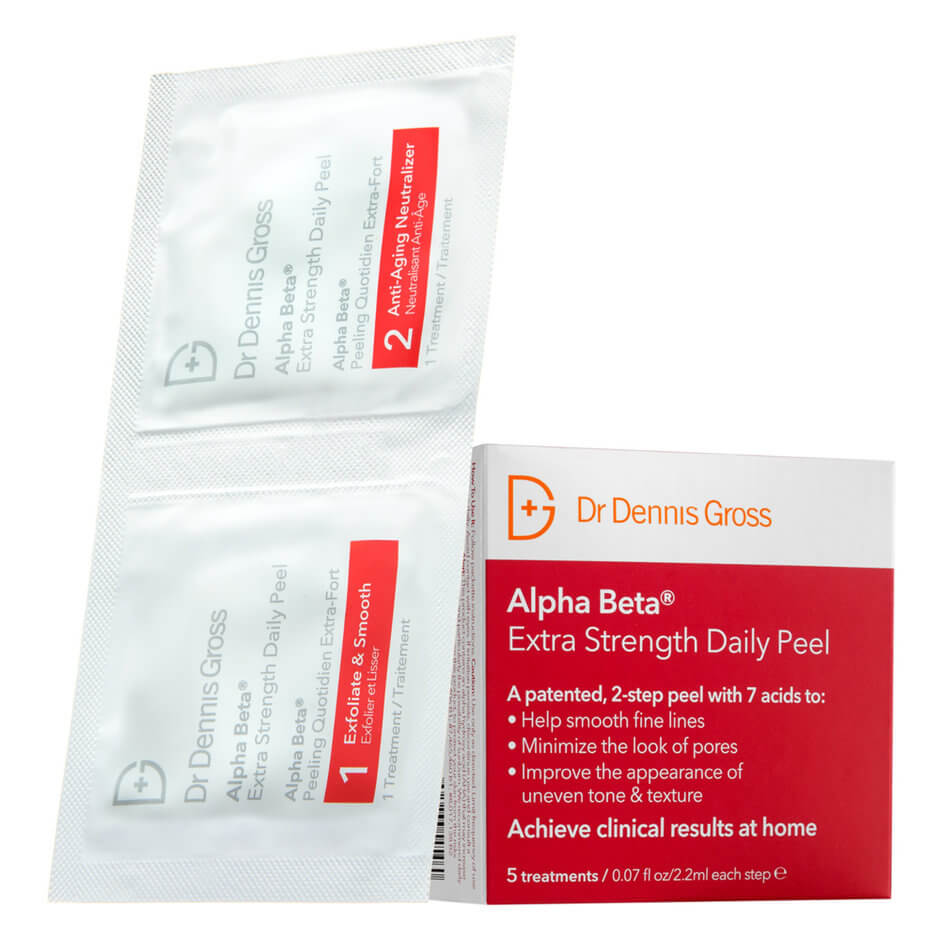 Dr Dennis Gross
Alpha Beta®
Extra Strength Daily Peel
Alpha Beta®
Peeling Quotidien Extra-Fort
2 Anti-Aging Neutralizer
Neutralisant Anti-Âge
1 Treatment / Traitement
Dr Dennis Gross
Alpha Beta®
Extra Strength Daily Peel
Alpha Beta®
Peeling Quotidien Extra-Fort
1 Exfoliate & Smooth
Exfolier et Lisser
1 Treatment / Traitement
Dr Dennis Gross
Alpha Beta®
Extra Strength Daily Peel
A patented, 2-step peel with 7 acids to:
• Help smooth fine lines
• Minimize the look of pores
• Improve the appearance of
uneven tone & texture
Achieve clinical results at home
5 treatments / 0.07 fl oz/2.2ml each step ℮